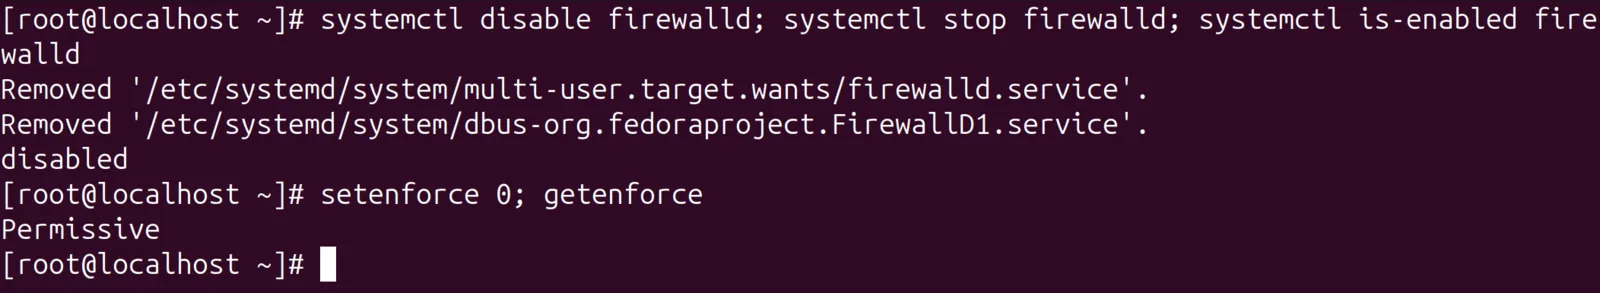 [root@localhost ~]# systemctl disable firewalld; systemctl stop firewalld; systemctl is-enabled fire
walld
Removed '/etc/systemd/system/multi-user.target.wants/firewalld.service'.
Removed '/etc/systemd/system/dbus-org.fedoraproject.FirewallD1.service'.
disabled
[root@localhost ~]# setenforce 0; getenforce
Permissive
[root@localhost ~]#